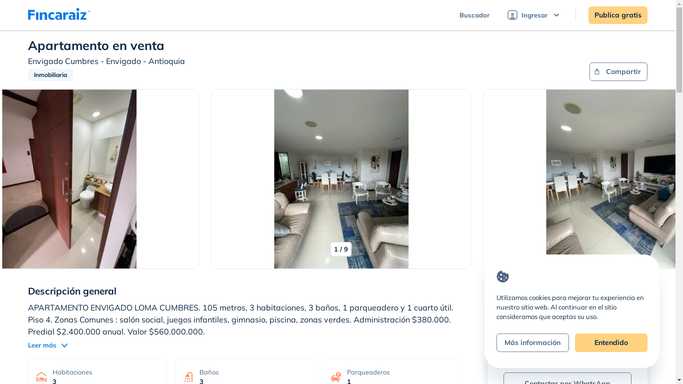 Fincaraiz
Buscador
Ingresar
Publica gratis
Apartamento en venta
Envigado Cumbres - Envigado - Antioquia
Inmobiliaria
Compartir
1 / 9
Descripción general
APARTAMENTO ENVIGADO LOMA CUMBRES. 105 metros, 3 habitaciones, 3 baños, 1 parqueadero y 1 cuarto útil.
Piso 4. Zonas Comunes : salón social, juegos infantiles, gimnasio, piscina, zonas verdes. Administración $380.000.
Predial $2.400.000 anual. Valor $560.000.000.
Leer más
Habitaciones
3
Baños
3
Parqueaderos
1
Utilizamos cookies para mejorar tu experiencia en
nuestro sitio web. Al continuar en el sitio
consideramos que aceptas su uso.
Más información
Entendido
Contactar por WhatsApp